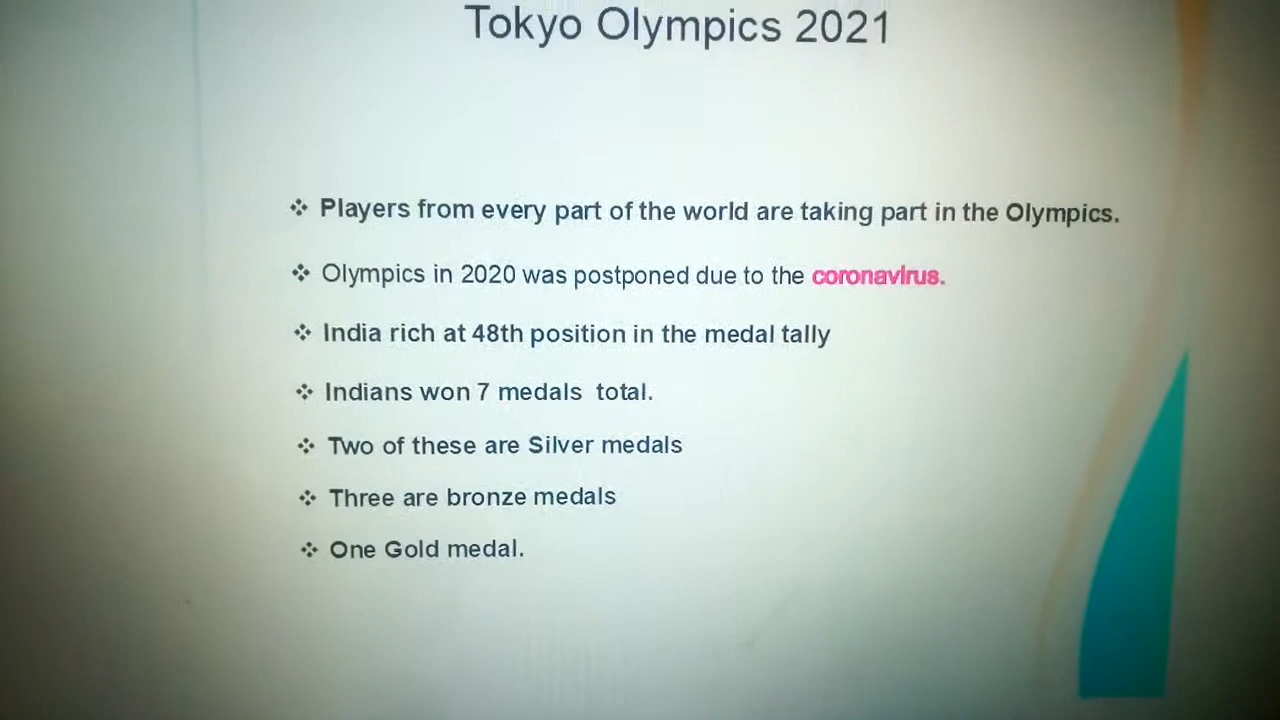 Tokyo Olympics 2021
❖ Players from every part of the world are taking part in the Olympics.
❖ Olympics in 2020 was postponed due to the coronavirus.
❖ India rich at 48th position in the medal tally
❖ Indians won 7 medals total.
❖ Two of these are Silver medals
❖ Three are bronze medals
❖ One Gold medal.